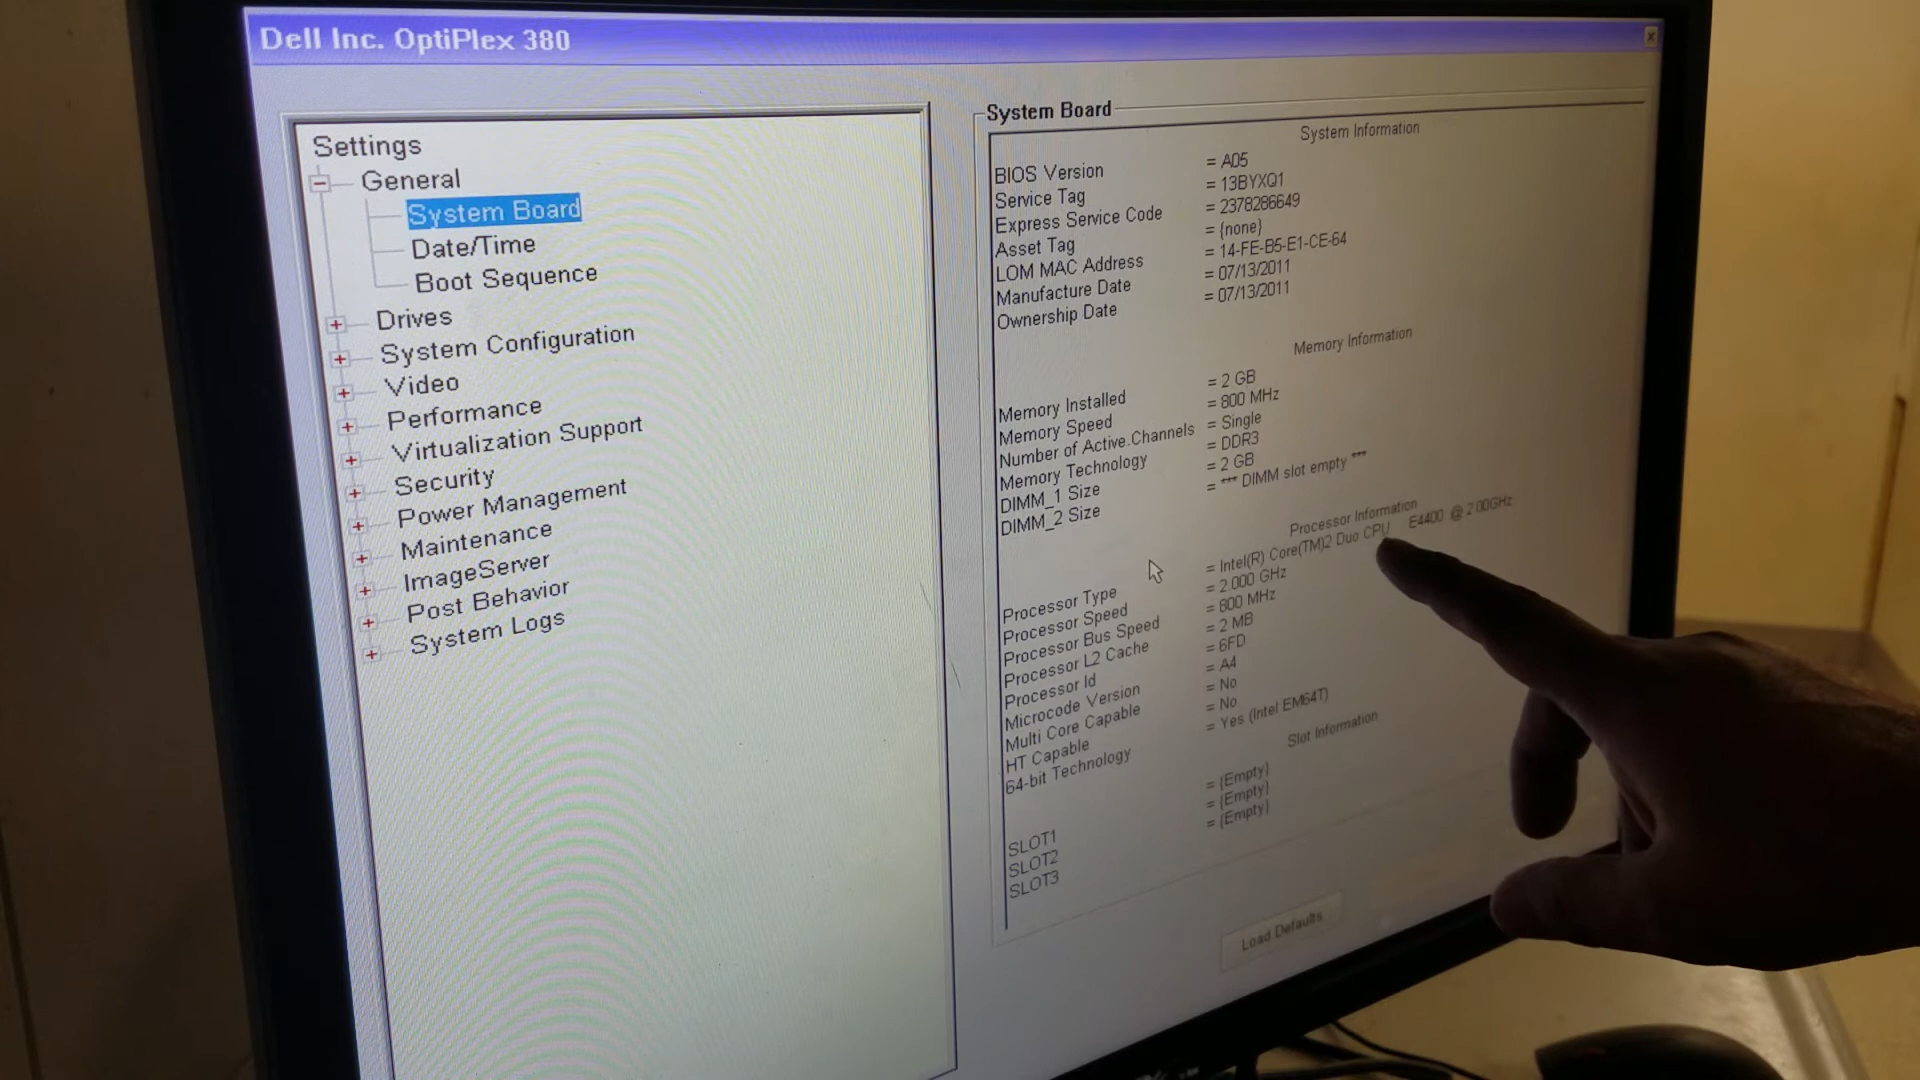 Dell Inc. OptiPlex 380
Settings
General
System Board
Date/Time
Boot Sequence
Drives
System Configuration
Video
Performance
Virtualization Support
Security
Power Management
Maintenance
ImageServer
Post Behavior
System Logs
System Board
System Information
BIOS Version = A05
Service Tag = 13BYXQ1
Express Service Code = 2378286649
Asset Tag = {none}
LOM MAC Address = 14-FE-B5-E1-CE-64
Manufacture Date = 07/13/2011
Ownership Date = 07/13/2011
Memory Information
Memory Installed = 2 GB
Memory Speed = 800 MHz
Number of Active.Channels = Single
Memory Technology = DDR3
DIMM_1 Size = 2 GB
DIMM_2 Size = *** DIMM slot empty ***
Processor Information
Processor Type = Intel(R) Core(TM)2 Duo CPU E4400 @ 2.00GHz
Processor Speed = 2.000 GHz
Processor Bus Speed = 800 MHz
Processor L2 Cache = 2 MB
Processor Id = 6FD
Microcode Version = A4
Multi Core Capable = No
HT Capable = No
64-bit Technology = Yes (Intel EM64T)
Slot Information
SLOT1 = {Empty}
SLOT2 = {Empty}
SLOT3 = {Empty}
Load Defaults